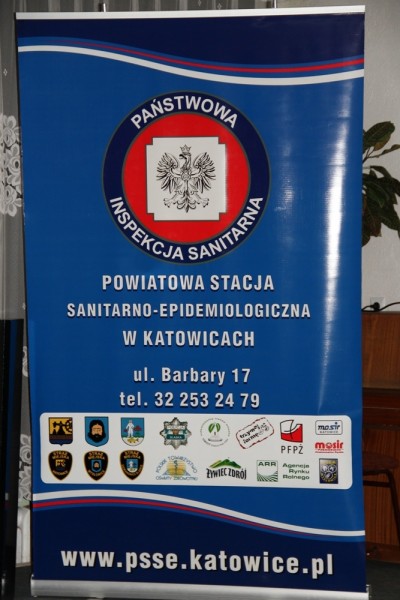 PAŃSTWOWA
INSPEKCJA SANITARNA
POWIATOWA STACJA
SANITARNO-EPIDEMIOLOGICZNA
W KATOWICACH
ul. Barbary 17
tel. 32 253 24 79
PFPŻ
mosir
mosir
ŻYWIEC ZDRÓJ
ARR Agencja
Rynku
Rolnego
www.psse.katowice.pl